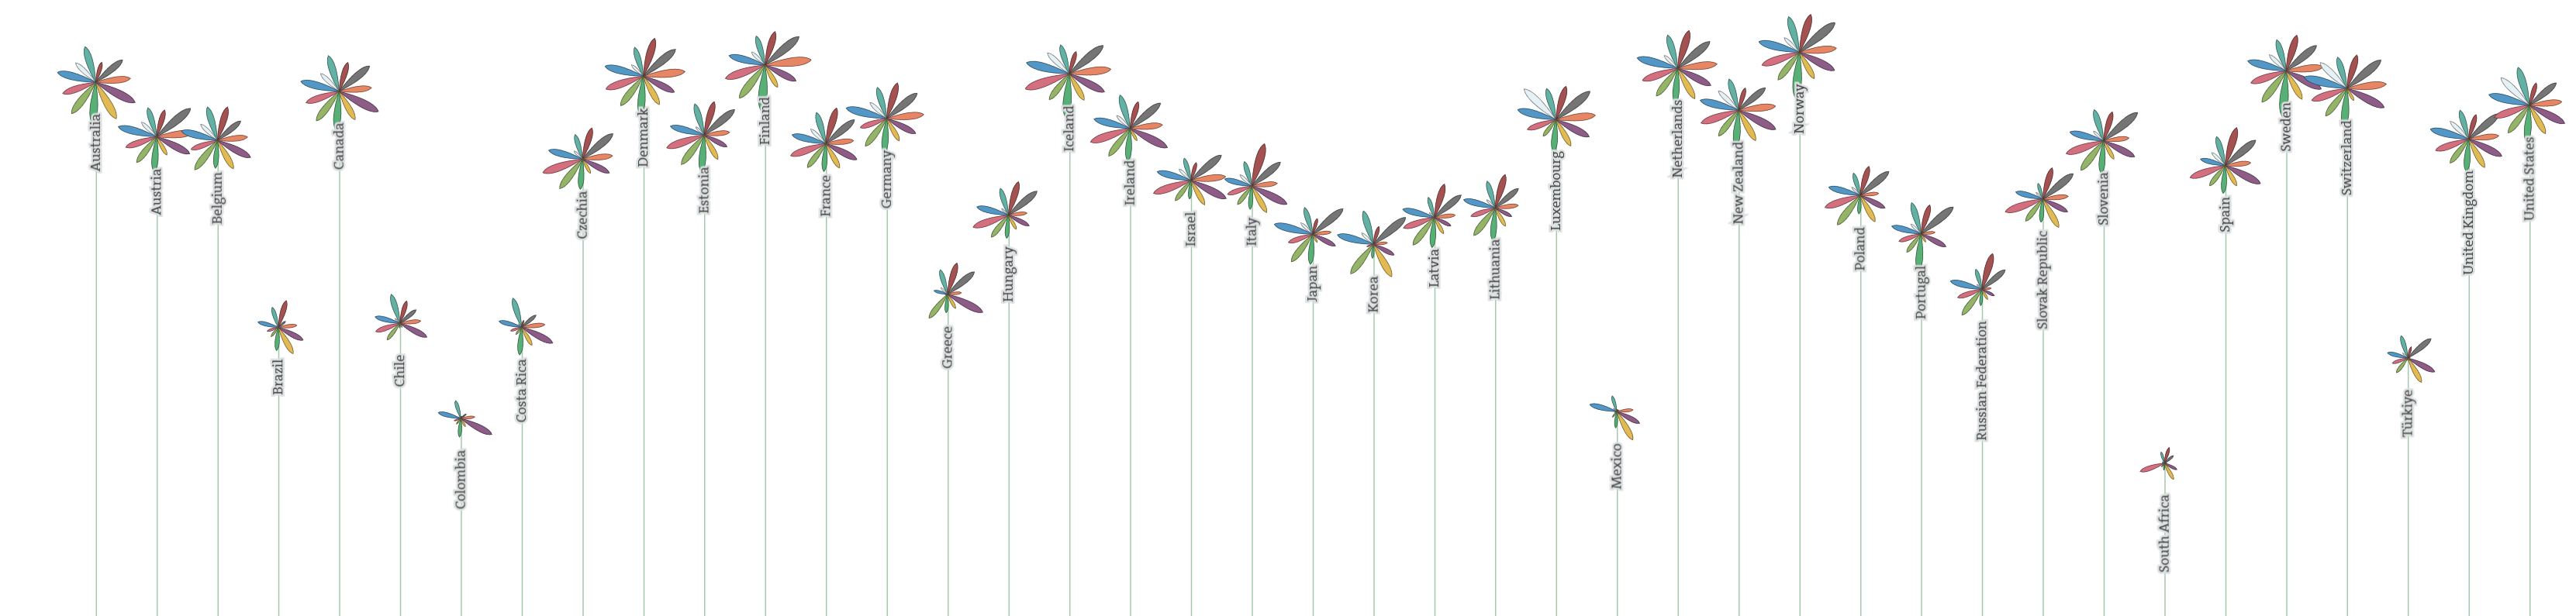 Australia
Austria
Belgium
Brazil
Canada
Chile
Colombia
Costa Rica
Czechia
Denmark
Estonia
Finland
France
Germany
Greece
Hungary
Iceland
Ireland
Israel
Italy
Japan
Korea
Latvia
Lithuania
Luxembourg
Mexico
Netherlands
New Zealand
Norway
Poland
Portugal
Russian Federation
Slovak Republic
Slovenia
South Africa
Spain
Sweden
Switzerland
Türkiye
United Kingdom
United States